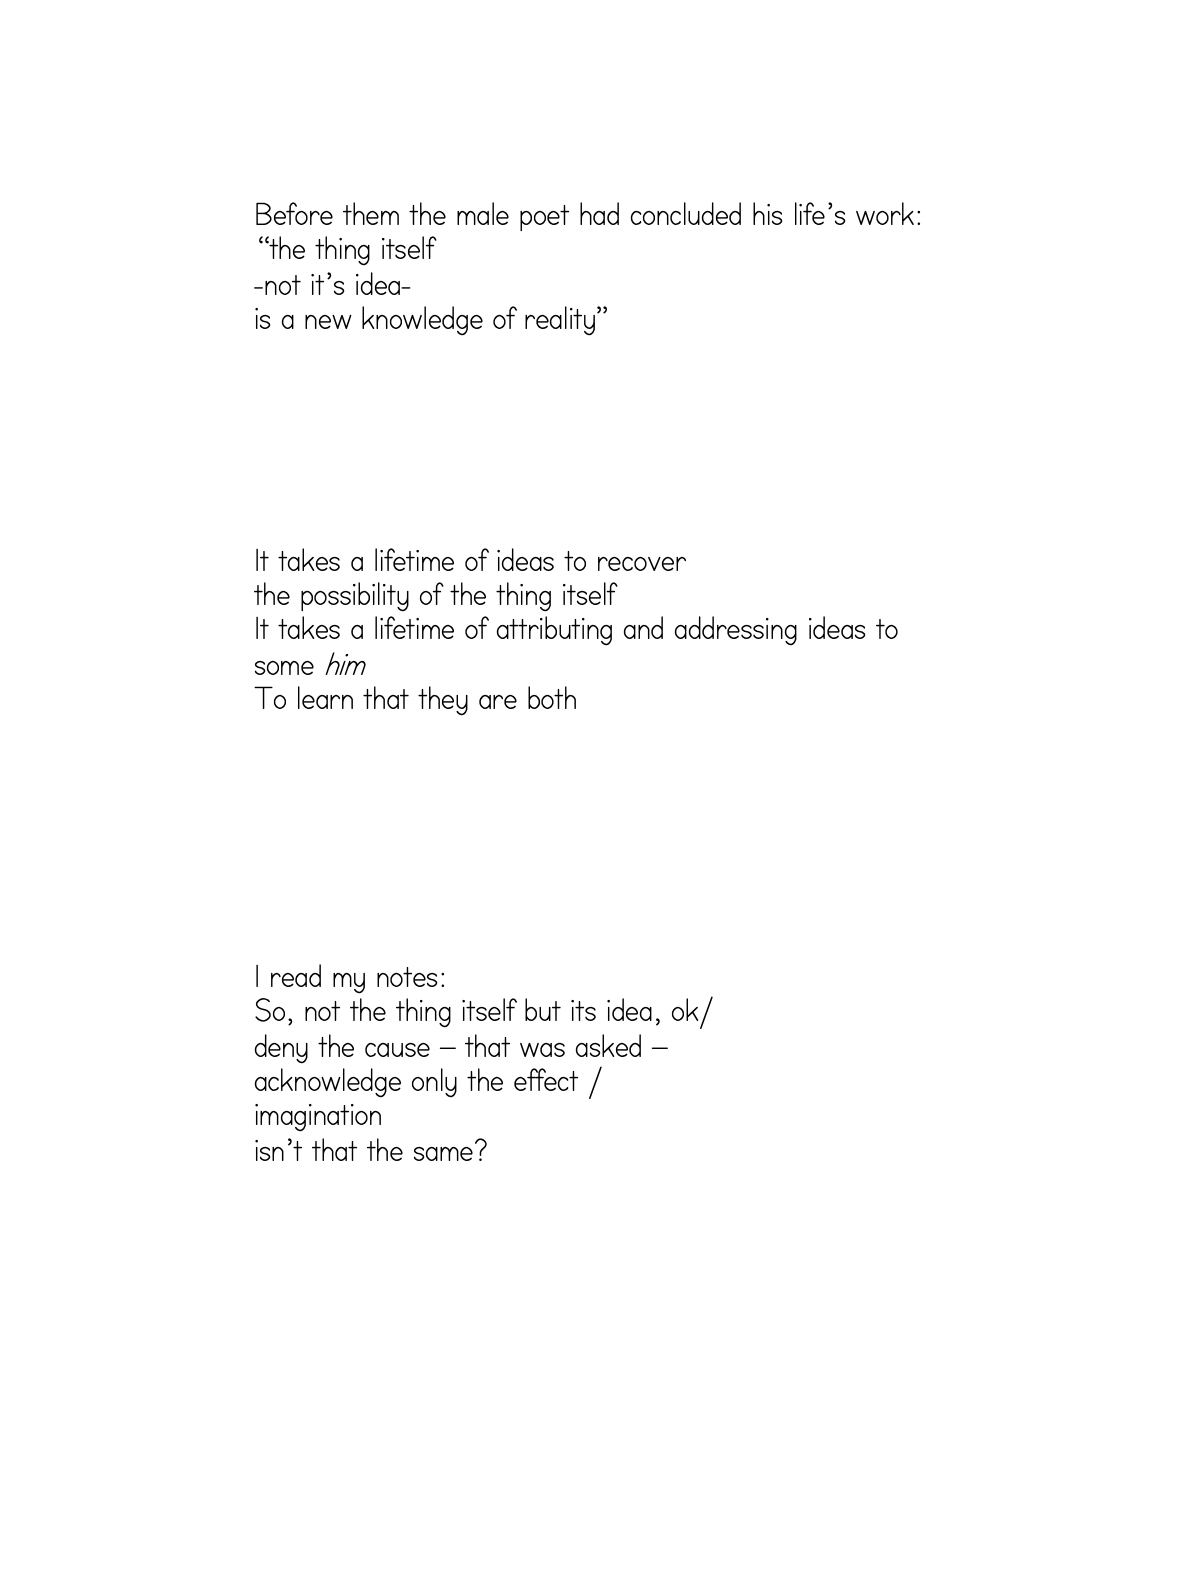 Before them the male poet had concluded his life’s work:
“the thing itself
-not it’s idea-
is a new knowledge of reality”
It takes a lifetime of ideas to recover
the possibility of the thing itself
It takes a lifetime of attributing and addressing ideas to
some him
To learn that they are both
I read my notes:
So, not the thing itself but its idea, ok/
deny the cause – that was asked –
acknowledge only the effect /
imagination
isn’t that the same?